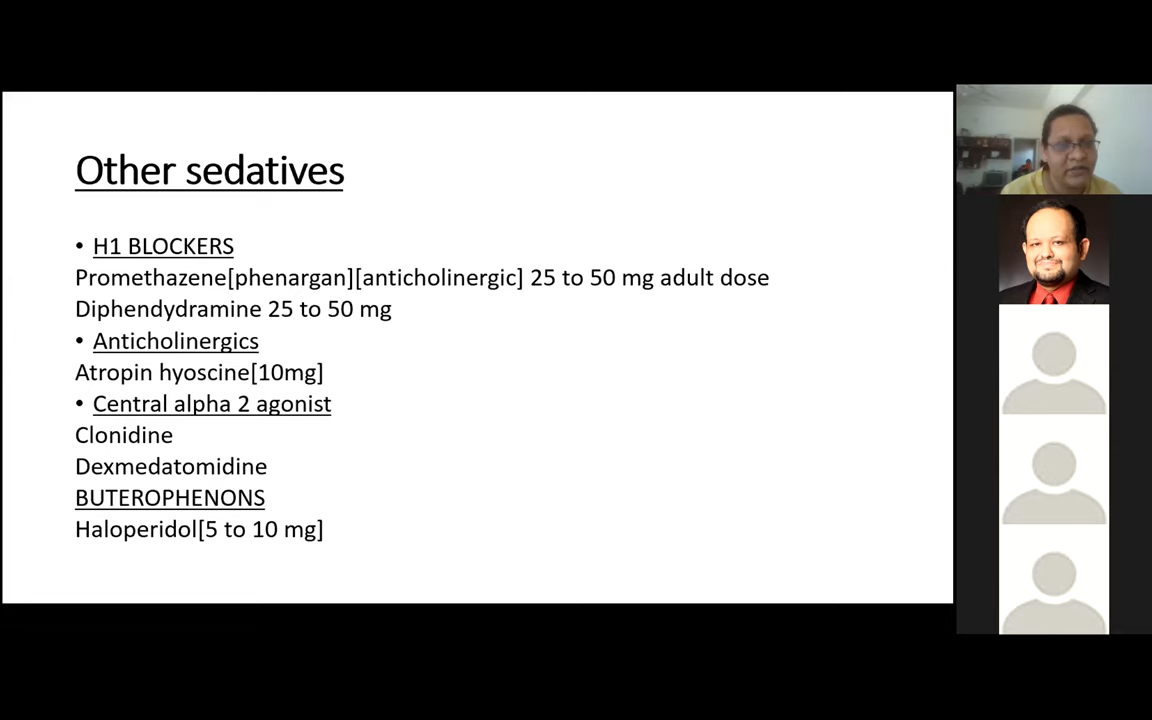 Other sedatives
• H1 BLOCKERS
Promethazene[phenargan][anticholinergic] 25 to 50 mg adult dose
Diphendydramine 25 to 50 mg
• Anticholinergics
Atropin hyoscine[10mg]
• Central alpha 2 agonist
Clonidine
Dexmedatomidine
BUTEROPHENONS
Haloperidol[5 to 10 mg]